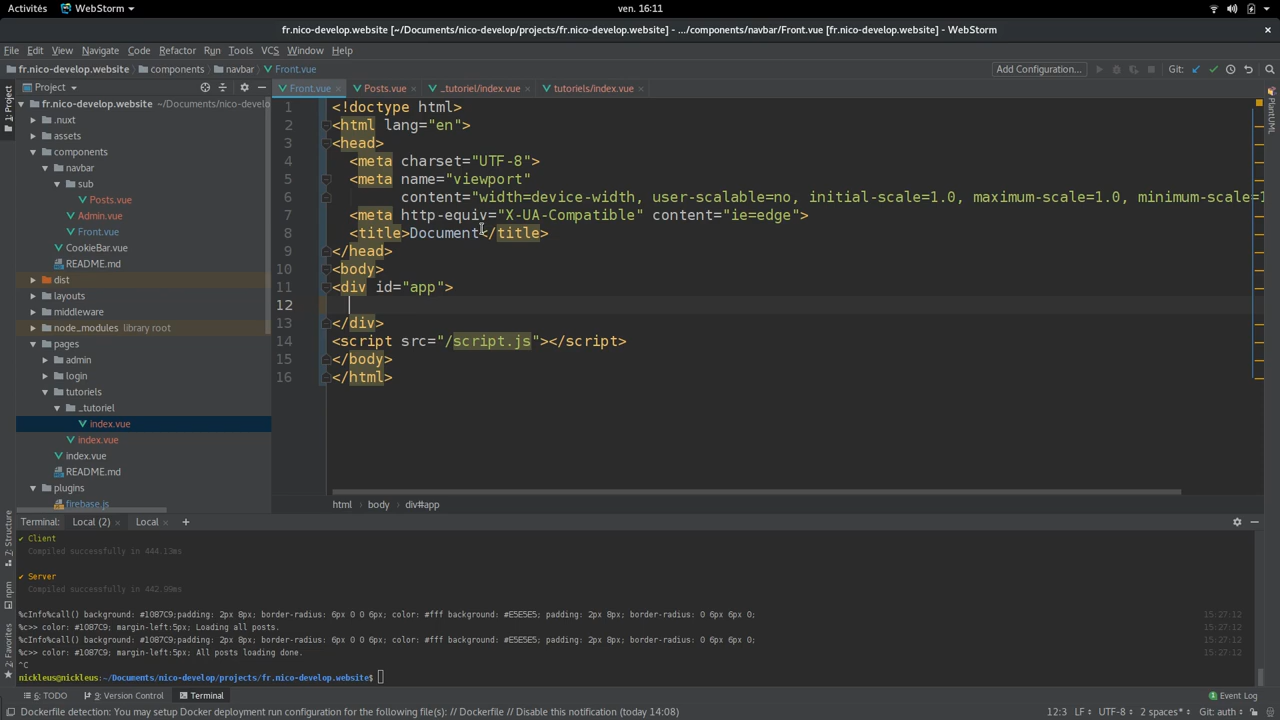 Activités WebStorm ven. 16:11
fr.nico-develop.website [~/Documents/nico-develop/projects/fr.nico-develop.website] - .../components/navbar/Front.vue [fr.nico-develop.website] - WebStorm
File Edit View Navigate Code Refactor Run Tools VCS Window Help
fr.nico-develop.website components navbar Front.vue Add Configuration... Git:
Project Front.vue Posts.vue _tutoriel/index.vue tutoriels/index.vue
1: Project
PlantUML
fr.nico-develop.website ~/Documents/nico-develo
.nuxt
assets
components
navbar
sub
Posts.vue
Admin.vue
Front.vue
CookieBar.vue
README.md
dist
layouts
middleware
node_modules library root
pages
admin
login
tutoriels
_tutoriel
index.vue
index.vue
index.vue
README.md
plugins
firebase.js
1 <!doctype html>
2 <html lang="en">
3 <head>
4 <meta charset="UTF-8">
5 <meta name="viewport"
6 content="width=device-width, user-scalable=no, initial-scale=1.0, maximum-scale=1.0, minimum-scale=1
7 <meta http-equiv="X-UA-Compatible" content="ie=edge">
8 <title>Document</title>
9 </head>
10 <body>
11 <div id="app">
12
13 </div>
14 <script src="/script.js"></script>
15 </body>
16 </html>
html body div#app
Terminal: Local (2) Local
7: Structure
npm
2: Favorites
✔ Client
Compiled successfully in 444.13ms
✔ Server
Compiled successfully in 442.99ms
%cInfo%call() background: #1087C9;padding: 2px 8px; border-radius: 6px 0 0 6px; color: #fff background: #E5E5E5; padding: 2px 8px; border-radius: 0 6px 6px 0; 15:27:12
%c>> color: #1087C9; margin-left:5px; Loading all posts. 15:27:12
%cInfo%call() background: #1087C9;padding: 2px 8px; border-radius: 6px 0 0 6px; color: #fff background: #E5E5E5; padding: 2px 8px; border-radius: 0 6px 6px 0; 15:27:12
%c>> color: #1087C9; margin-left:5px; All posts loading done. 15:27:12
^C
nickleus@nickleus:~/Documents/nico-develop/projects/fr.nico-develop.website$
6: TODO 9: Version Control Terminal Event Log
Dockerfile detection: You may setup Docker deployment run configuration for the following file(s): // Dockerfile // Disable this notification (today 14:08) 12:3 LF UTF-8 2 spaces* Git: auth